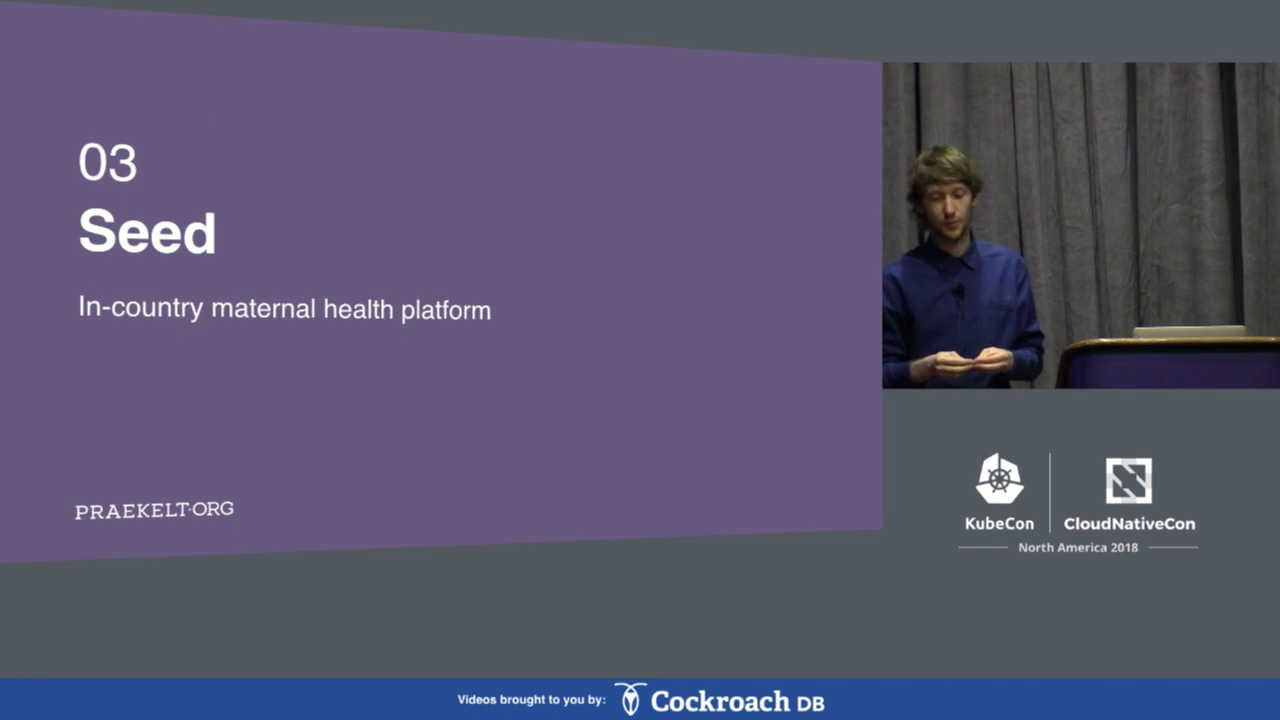 03
Seed
In-country maternal health platform
PRAEKELT·ORG
KubeCon
CloudNativeCon
North America 2018
Videos brought to you by:
Cockroach DB